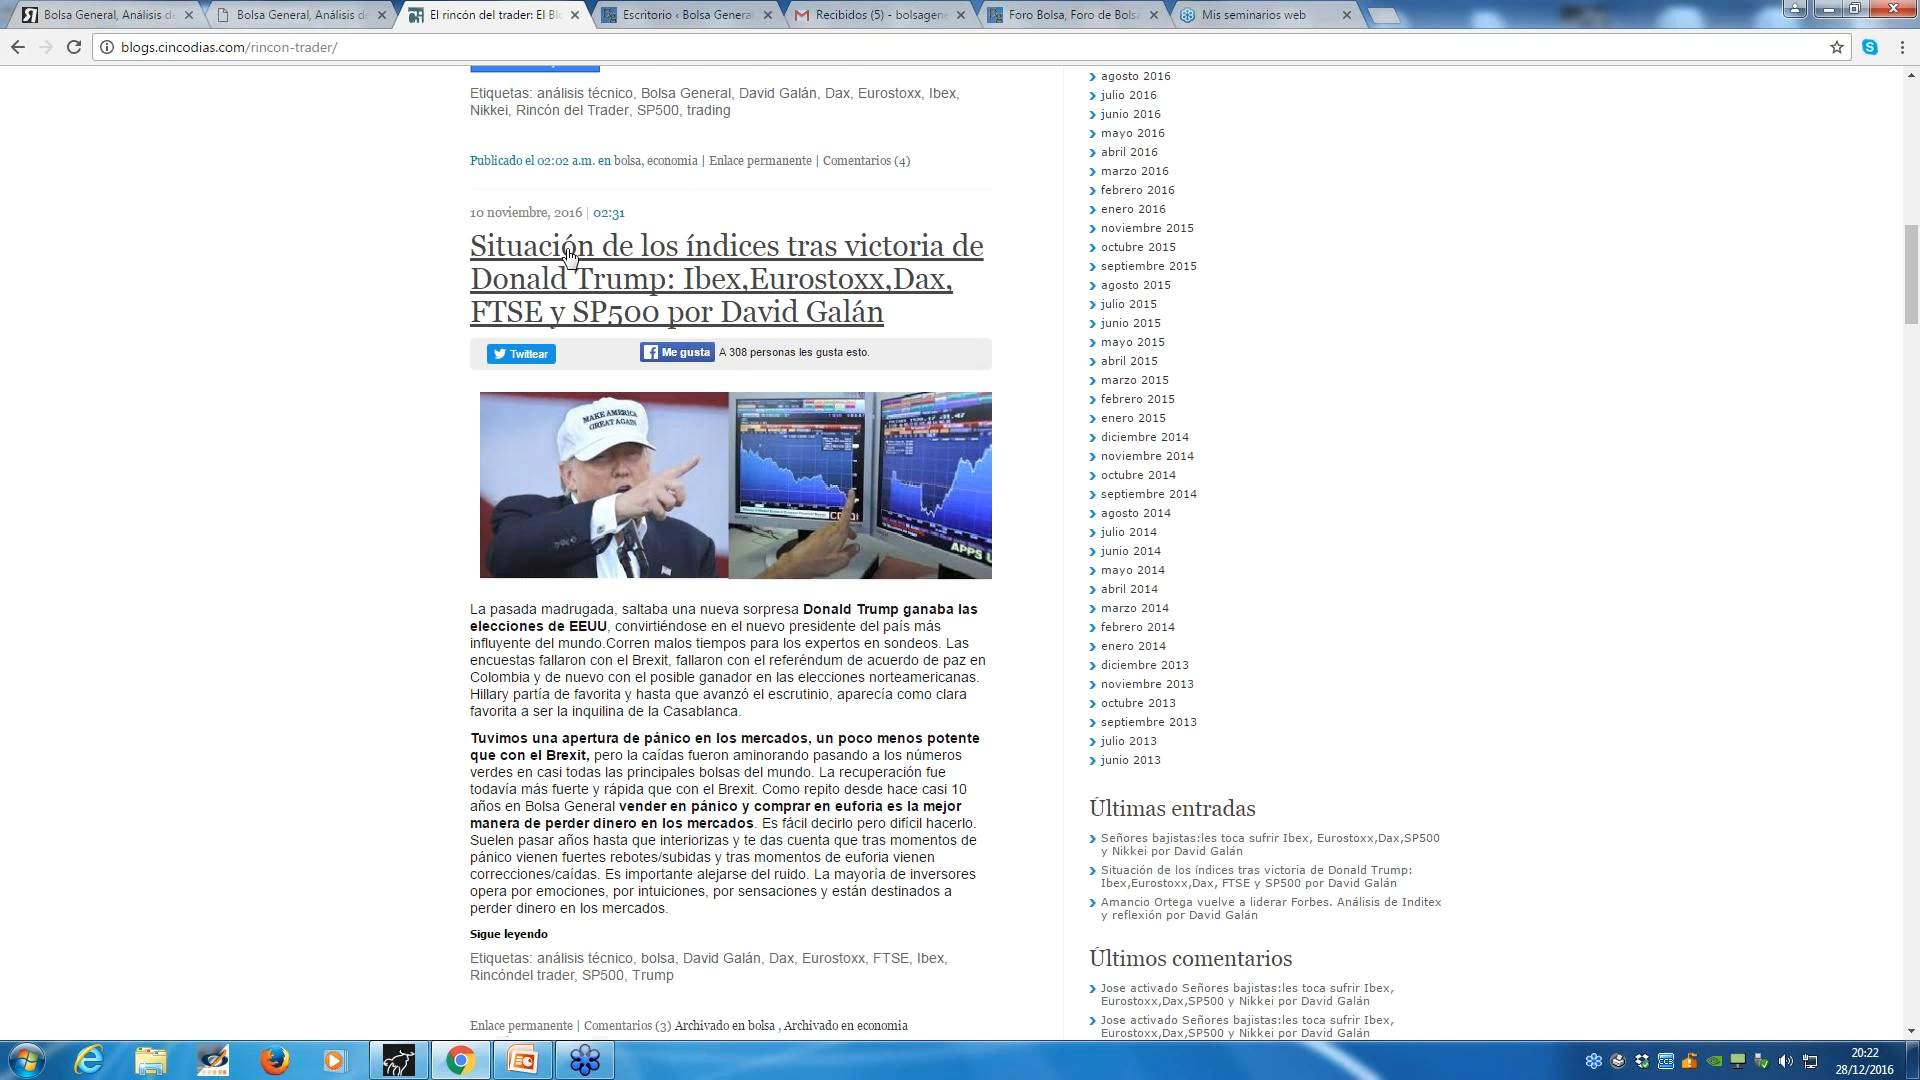 Bolsa General, Análisis de
Bolsa General, Análisis de
El rincón del trader: El Bl
Escritorio ‹ Bolsa General
Recibidos (5) - bolsagene
Foro Bolsa, Foro de Bolsa
Mis seminarios web
blogs.cincodias.com/rincon-trader/
Etiquetas: análisis técnico, Bolsa General, David Galán, Dax, Eurostoxx, Ibex,
Nikkei, Rincón del Trader, SP500, trading
Publicado el 02:02 a.m. en bolsa, economia | Enlace permanente | Comentarios (4)
10 noviembre, 2016 | 02:31
Situación de los índices tras victoria de
Donald Trump: Ibex,Eurostoxx,Dax,
FTSE y SP500 por David Galán
Twittear
Me gusta
A 308 personas les gusta esto.
MAKE AMERICA
GREAT AGAIN
La pasada madrugada, saltaba una nueva sorpresa Donald Trump ganaba las
elecciones de EEUU, convirtiéndose en el nuevo presidente del país más
influyente del mundo.Corren malos tiempos para los expertos en sondeos. Las
encuestas fallaron con el Brexit, fallaron con el referéndum de acuerdo de paz en
Colombia y de nuevo con el posible ganador en las elecciones norteamericanas.
Hillary partía de favorita y hasta que avanzó el escrutinio, aparecía como clara
favorita a ser la inquilina de la Casablanca.
Tuvimos una apertura de pánico en los mercados, un poco menos potente
que con el Brexit, pero la caídas fueron aminorando pasando a los números
verdes en casi todas las principales bolsas del mundo. La recuperación fue
todavía más fuerte y rápida que con el Brexit. Como repito desde hace casi 10
años en Bolsa General vender en pánico y comprar en euforia es la mejor
manera de perder dinero en los mercados. Es fácil decirlo pero difícil hacerlo.
Suelen pasar años hasta que interiorizas y te das cuenta que tras momentos de
pánico vienen fuertes rebotes/subidas y tras momentos de euforia vienen
correcciones/caídas. Es importante alejarse del ruido. La mayoría de inversores
opera por emociones, por intuiciones, por sensaciones y están destinados a
perder dinero en los mercados.
Sigue leyendo
Etiquetas: análisis técnico, bolsa, David Galán, Dax, Eurostoxx, FTSE, Ibex,
Rincóndel trader, SP500, Trump
Enlace permanente | Comentarios (3) Archivado en bolsa , Archivado en economia
agosto 2016
julio 2016
junio 2016
mayo 2016
abril 2016
marzo 2016
febrero 2016
enero 2016
noviembre 2015
octubre 2015
septiembre 2015
agosto 2015
julio 2015
junio 2015
mayo 2015
abril 2015
marzo 2015
febrero 2015
enero 2015
diciembre 2014
noviembre 2014
octubre 2014
septiembre 2014
agosto 2014
julio 2014
junio 2014
mayo 2014
abril 2014
marzo 2014
febrero 2014
enero 2014
diciembre 2013
noviembre 2013
octubre 2013
septiembre 2013
julio 2013
junio 2013
Últimas entradas
Señores bajistas:les toca sufrir Ibex, Eurostoxx,Dax,SP500
y Nikkei por David Galán
Situación de los índices tras victoria de Donald Trump:
Ibex,Eurostoxx,Dax, FTSE y SP500 por David Galán
Amancio Ortega vuelve a liderar Forbes. Análisis de Inditex
y reflexión por David Galán
Últimos comentarios
Jose activado Señores bajistas:les toca sufrir Ibex,
Eurostoxx,Dax,SP500 y Nikkei por David Galán
Jose activado Señores bajistas:les toca sufrir Ibex,
Eurostoxx,Dax,SP500 y Nikkei por David Galán
20:22
28/12/2016